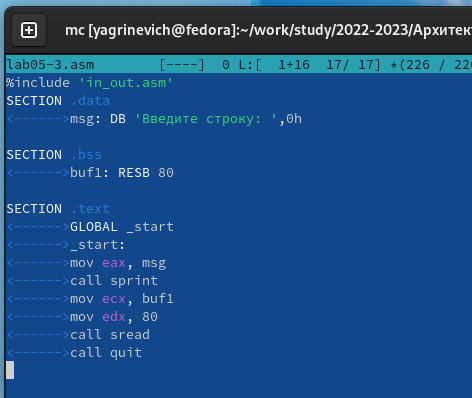 mc [yagrinevich@fedora]:~/work/study/2022-2023/Архитек
lab05-3.asm [----] 0 L:[ 1+16 17/ 17] *(226 / 226
%include 'in_out.asm'
SECTION .data
<------>msg: DB 'Введите строку: ',0h
SECTION .bss
<------>buf1: RESB 80
SECTION .text
<------>GLOBAL _start
<------>_start:
<------>mov eax, msg
<------>call sprint
<------>mov ecx, buf1
<------>mov edx, 80
<------>call sread
<------>call quit